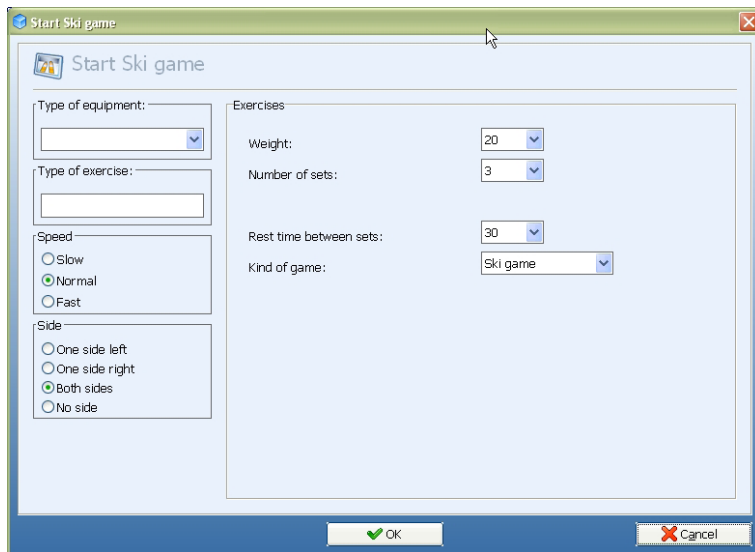 Start Ski game
Start Ski game
Type of equipment:
Type of exercise:
Speed
Slow
Normal
Fast
Side
One side left
One side right
Both sides
No side
Exercises
Weight: 20
Number of sets: 3
Rest time between sets: 30
Kind of game: Ski game
OK
Cancel